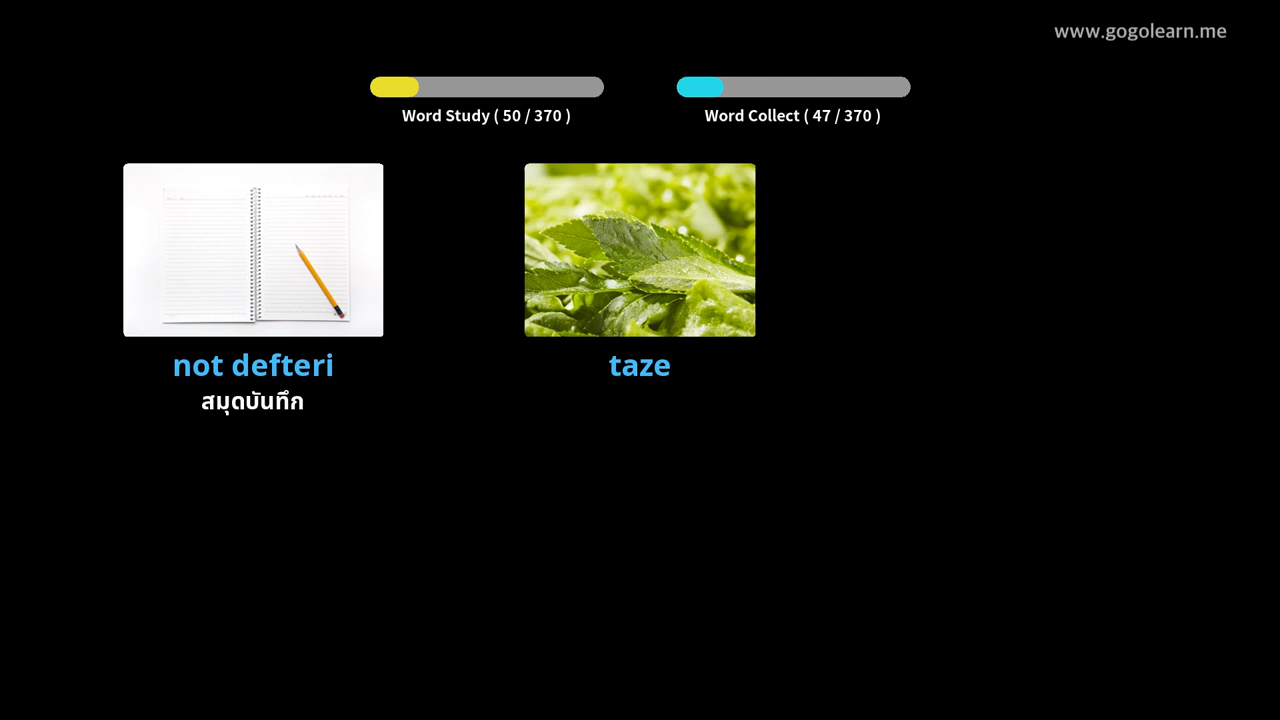 www.gogolearn.me
Word Study ( 50 / 370 )
Word Collect ( 47 / 370 )
not defteri
สมุดบันทึก
taze